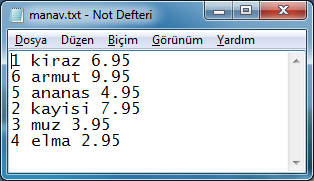 manav.txt - Not Defteri
Dosya Düzen Biçim Görünüm Yardım
1 kiraz 6.95
6 armut 9.95
5 ananas 4.95
2 kayisi 7.95
3 muz 3.95
4 elma 2.95